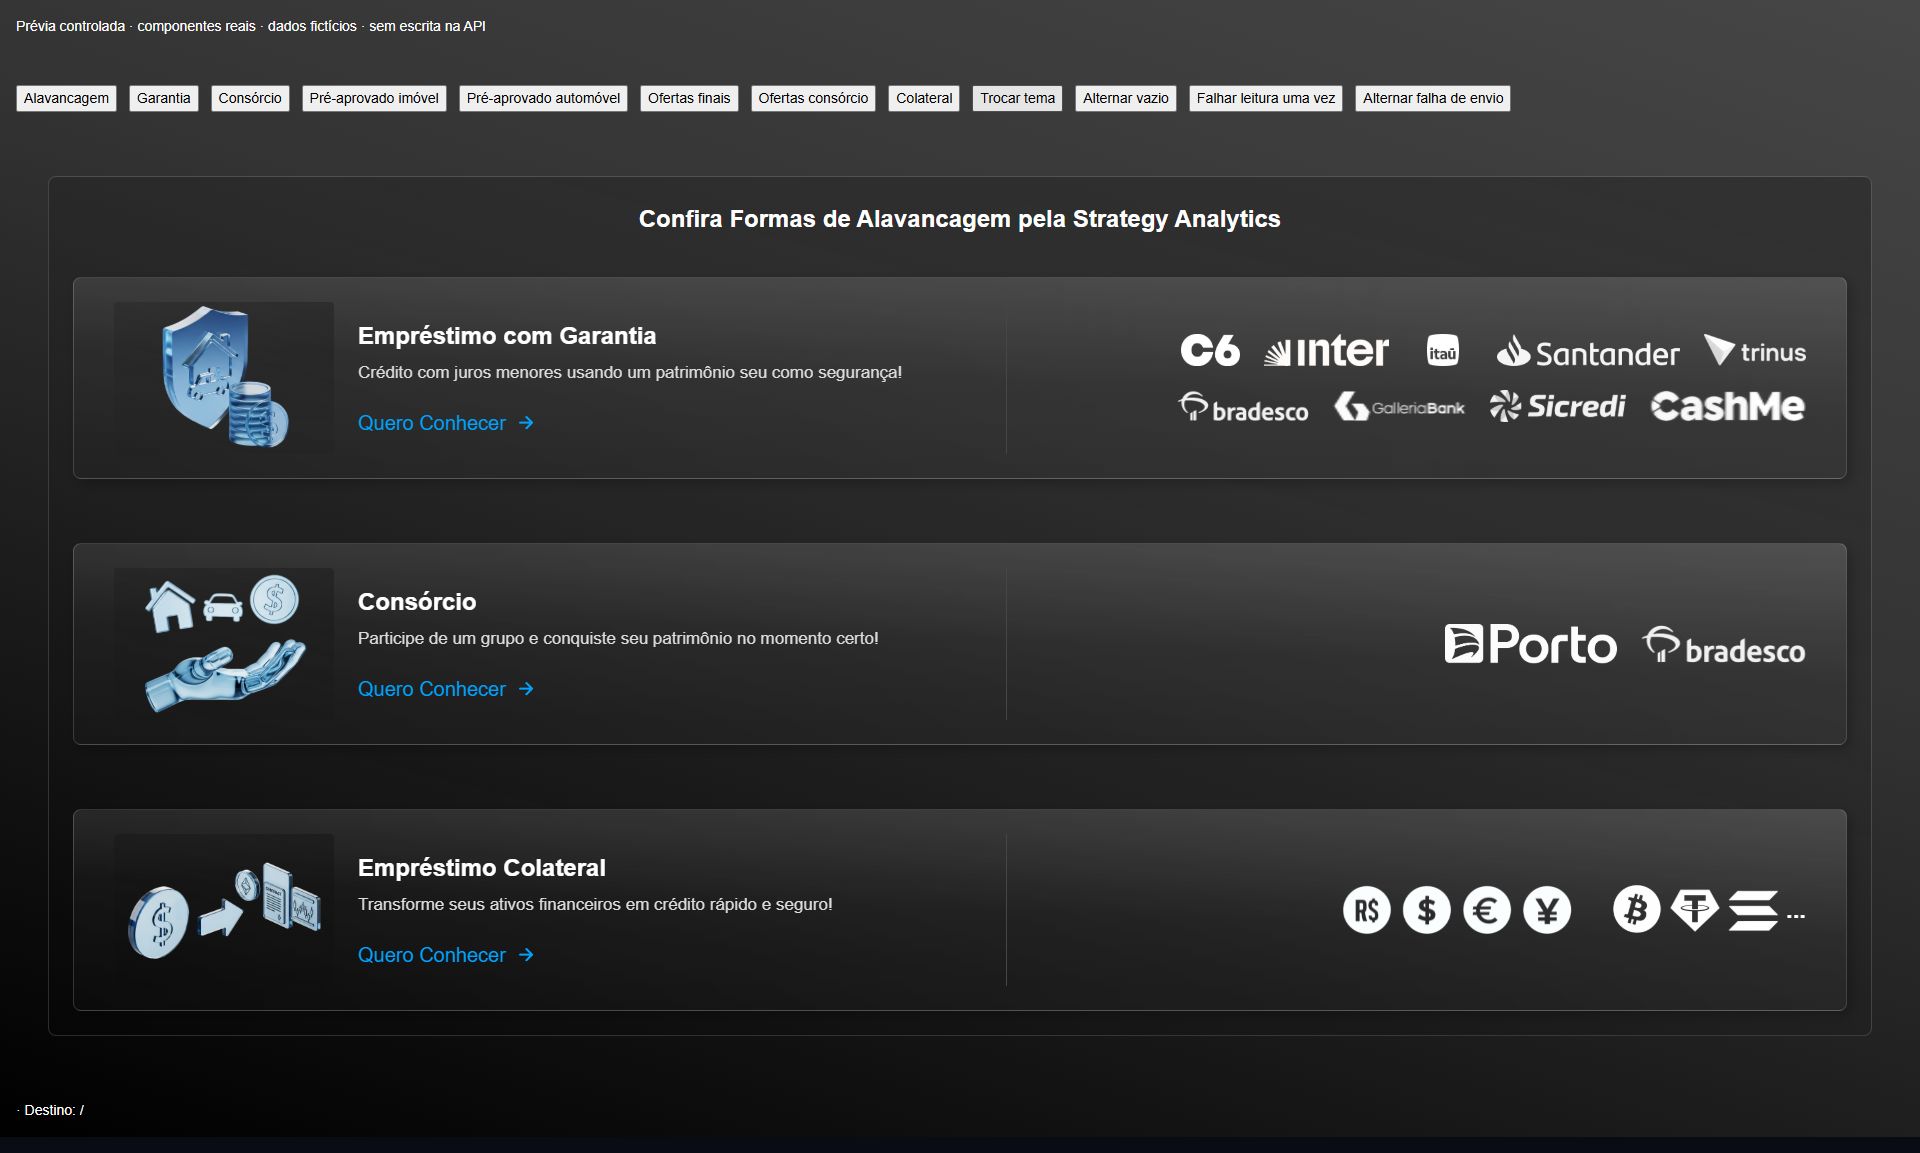 Prévia controlada · componentes reais · dados fictícios · sem escrita na API
Alavancagem Garantia Consórcio Pré-aprovado imóvel Pré-aprovado automóvel Ofertas finais Ofertas consórcio Colateral Trocar tema Alternar vazio Falhar leitura uma vez Alternar falha de envio
Confira Formas de Alavancagem pela Strategy Analytics
Empréstimo com Garantia
Crédito com juros menores usando um patrimônio seu como segurança!
Quero Conhecer →
C6 inter itaú Santander trinus
bradesco GalleriaBank Sicredi CashMe
Consórcio
Participe de um grupo e conquiste seu patrimônio no momento certo!
Quero Conhecer →
Porto bradesco
Empréstimo Colateral
Transforme seus ativos financeiros em crédito rápido e seguro!
Quero Conhecer →
R$ $ € ¥ ₿ ...
· Destino: /